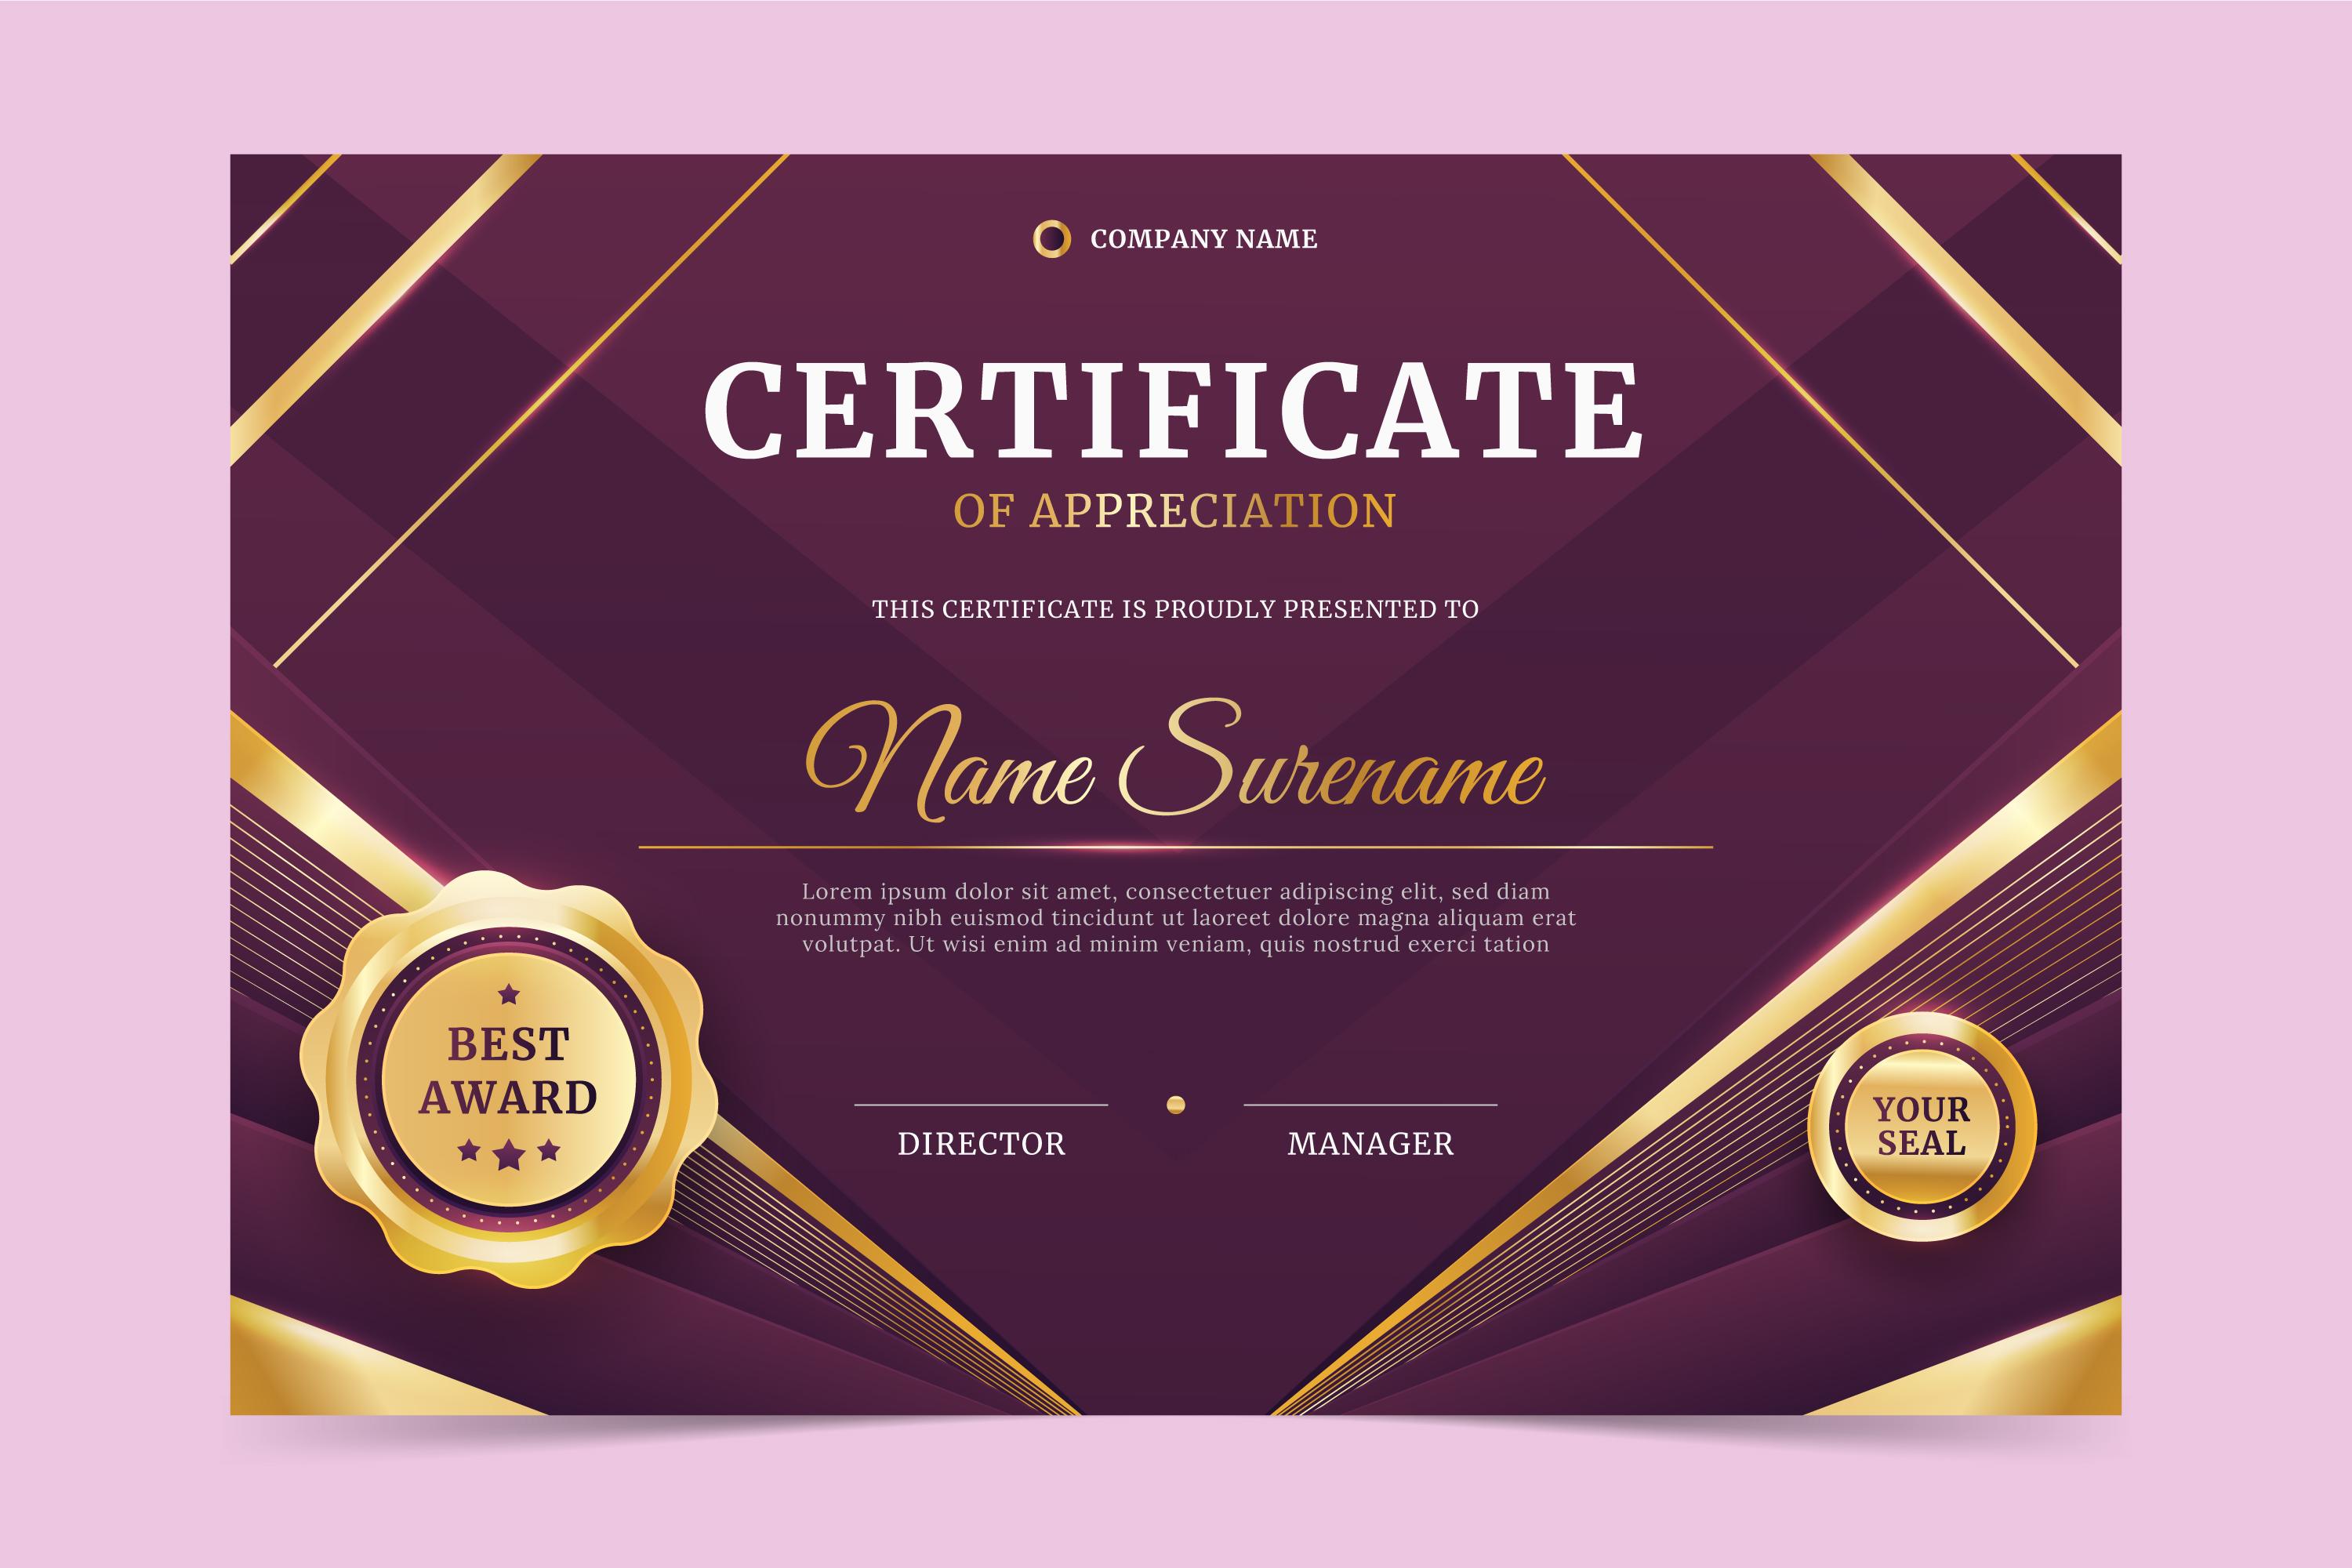 COMPANY NAME
CERTIFICATE
OF APPRECIATION
THIS CERTIFICATE IS PROUDLY PRESENTED TO
Name Surename
Lorem ipsum dolor sit amet, consectetuer adipiscing elit, sed diam
nonummy nibh euismod tincidunt ut laoreet dolore magna aliquam erat
volutpat. Ut wisi enim ad minim veniam, quis nostrud exerci tation
BEST
AWARD
DIRECTOR
MANAGER
YOUR
SEAL